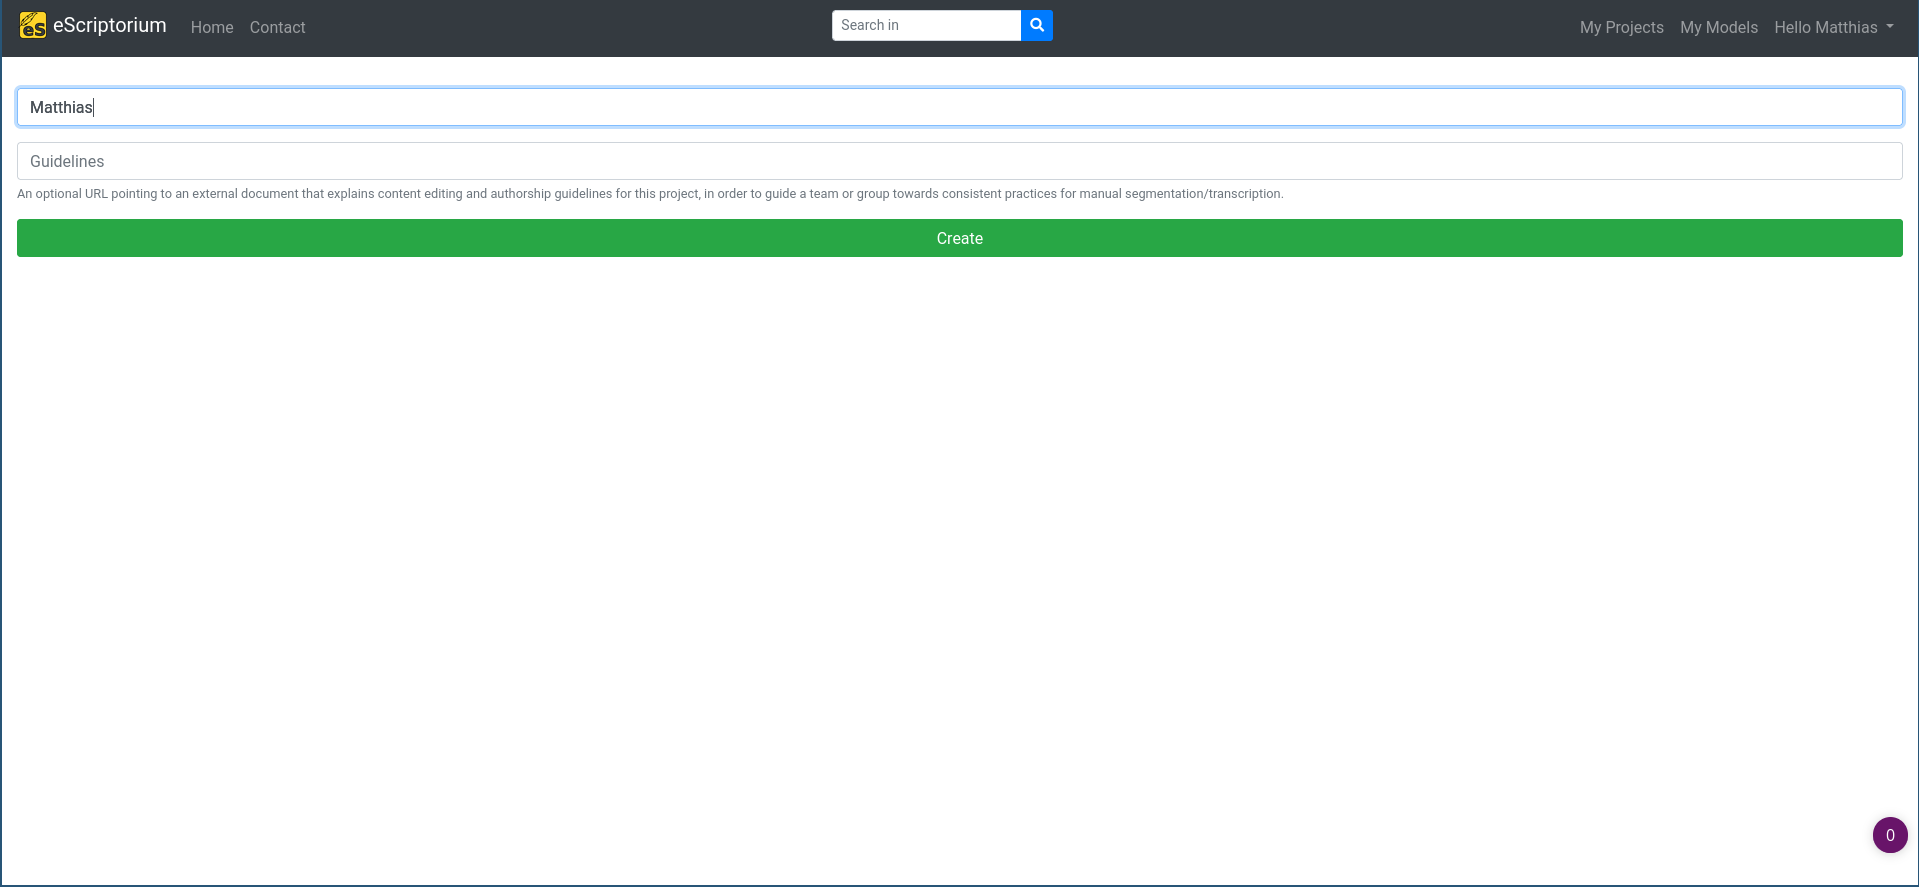 es eScriptorium Home Contact Search in My Projects My Models Hello Matthias
Matthias
Guidelines
An optional URL pointing to an external document that explains content editing and authorship guidelines for this project, in order to guide a team or group towards consistent practices for manual segmentation/transcription.
Create
0